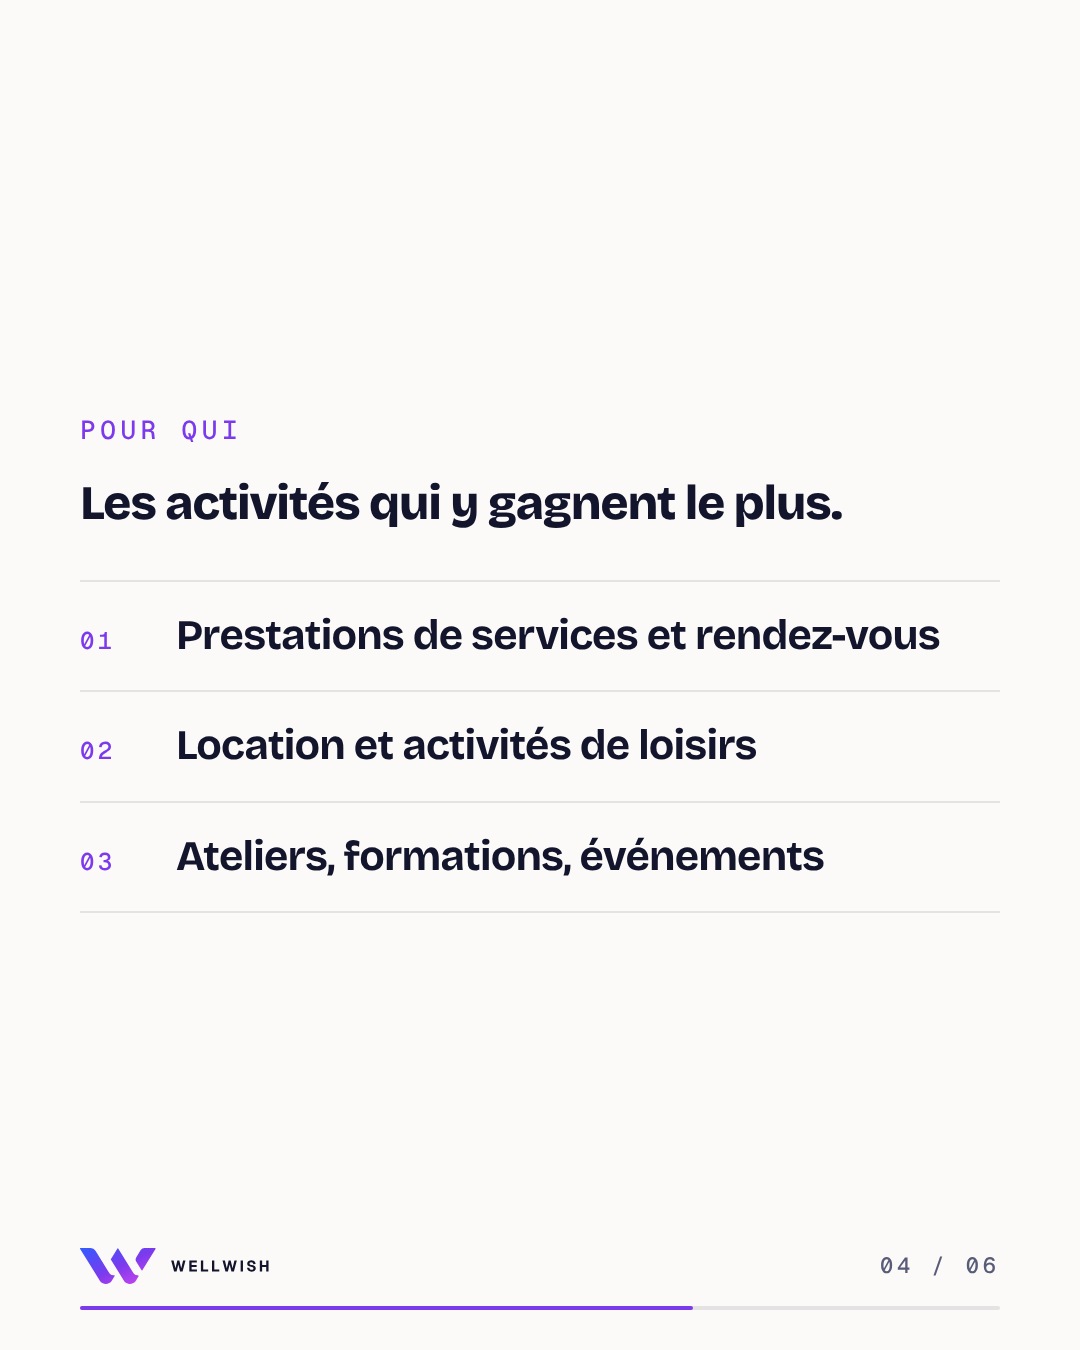 POUR QUI
Les activités qui y gagnent le plus.
01 Prestations de services et rendez-vous
02 Location et activités de loisirs
03 Ateliers, formations, événements
WELLWISH
04 / 06